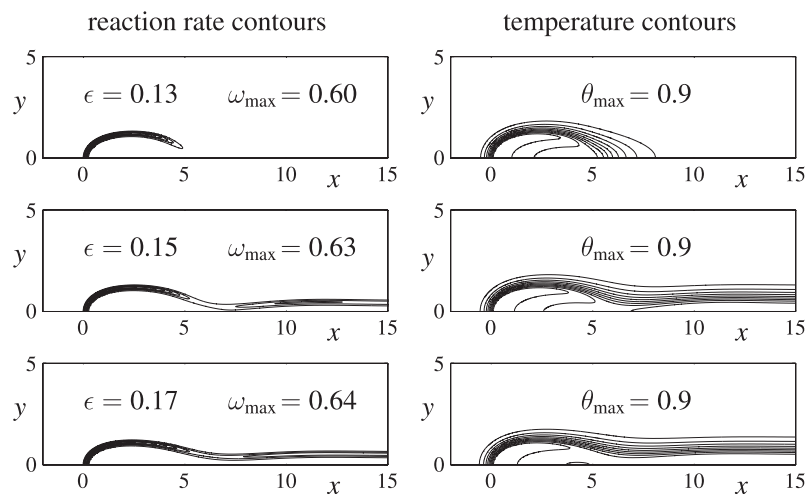 reaction rate contours temperature contours
5 5
y ϵ = 0.13 ω_max = 0.60 y θ_max = 0.9
0 0
0 5 10 x 15 0 5 10 x 15
5 5
y ϵ = 0.15 ω_max = 0.63 y θ_max = 0.9
0 0
0 5 10 x 15 0 5 10 x 15
5 5
y ϵ = 0.17 ω_max = 0.64 y θ_max = 0.9
0 0
0 5 10 x 15 0 5 10 x 15